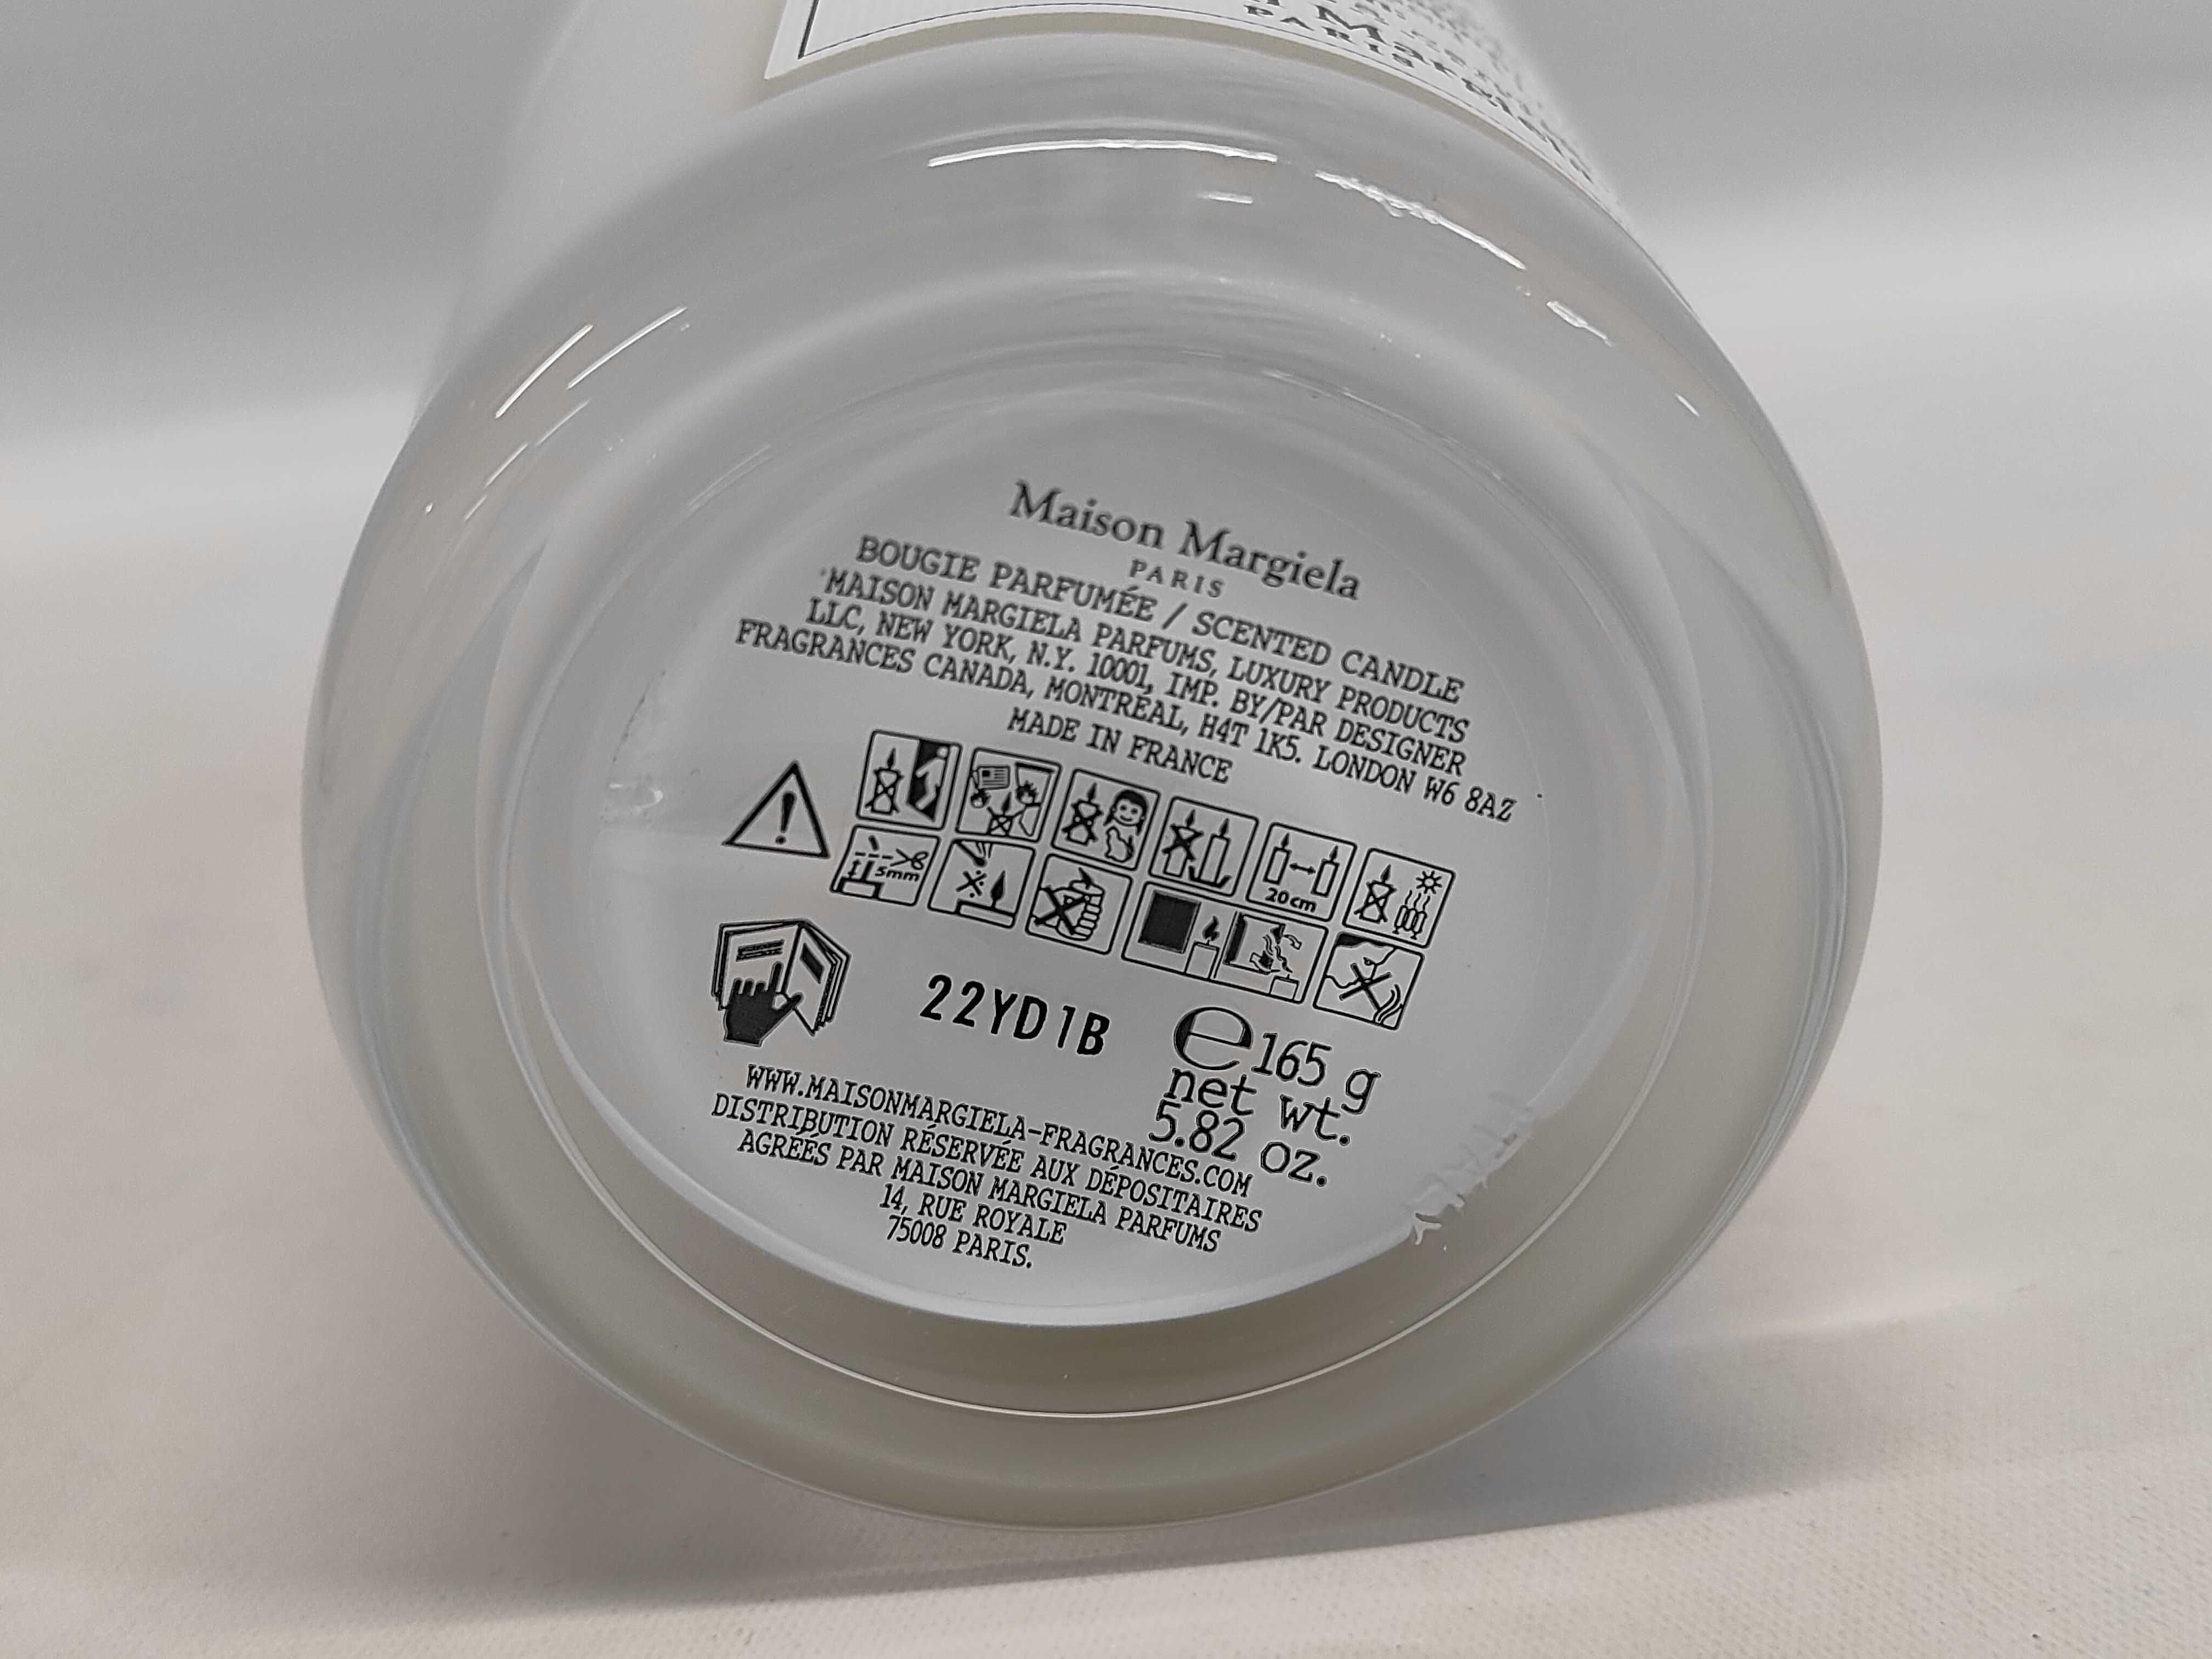 PARIS
Maison Margiela
PARIS
BOUGIE PARFUMÉE / SCENTED CANDLE
MAISON MARGIELA PARFUMS, LUXURY PRODUCTS
LLC, NEW YORK, N.Y. 10001, IMP. BY/PAR DESIGNER
FRAGRANCES CANADA, MONTRÉAL, H4T 1K5. LONDON W6 8AZ
MADE IN FRANCE
20cm
5mm
22YD1B
e 165 g
net wt.
5.82 oz.
WWW.MAISONMARGIELA-FRAGRANCES.COM
DISTRIBUTION RÉSERVÉE AUX DÉPOSITAIRES
AGRÉÉS PAR MAISON MARGIELA PARFUMS
14, RUE ROYALE
75008 PARIS.